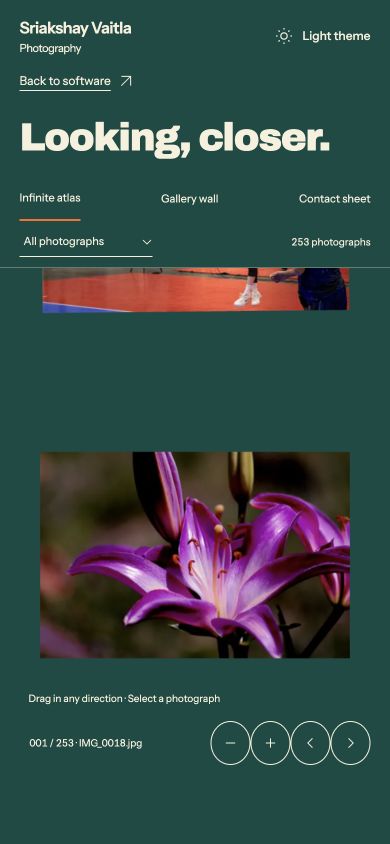 Sriakshay Vaitla
Photography
Light theme
Back to software
Looking, closer.
Infinite atlas
Gallery wall
Contact sheet
All photographs
253 photographs
Drag in any direction · Select a photograph
001 / 253 · IMG_0018.jpg